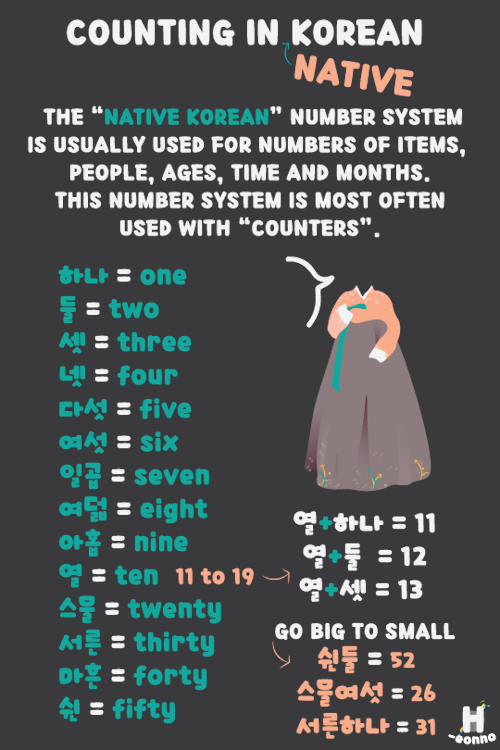 COUNTING IN KOREAN
NATIVE
THE “NATIVE KOREAN” NUMBER SYSTEM
IS USUALLY USED FOR NUMBERS OF ITEMS,
PEOPLE, AGES, TIME AND MONTHS.
THIS NUMBER SYSTEM IS MOST OFTEN
USED WITH “COUNTERS”.
하나 = one
둘 = two
셋 = three
넷 = four
다섯 = five
여섯 = six
일곱 = seven
여덟 = eight
아홉 = nine
열 = ten
스물 = twenty
서른 = thirty
마흔 = forty
쉰 = fifty
11 to 19
열+하나 = 11
열+둘 = 12
열+셋 = 13
GO BIG TO SMALL
쉰둘 = 52
스물여섯 = 26
서른하나 = 31
H
~eonno